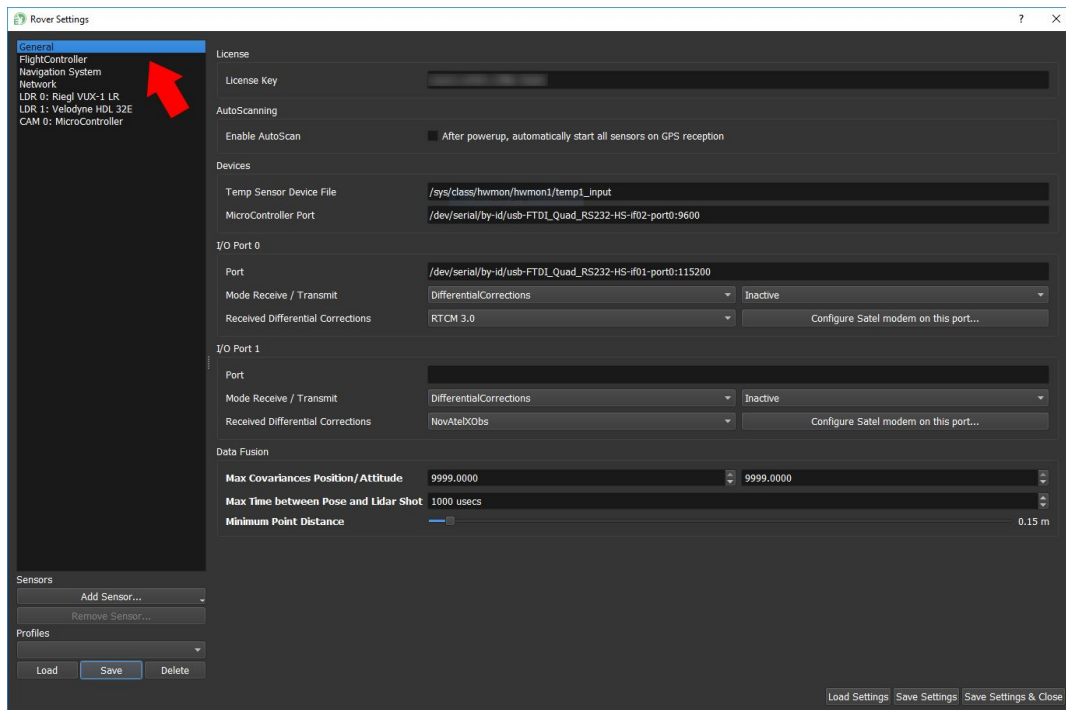 Rover Settings
?
General
FlightController
Navigation System
Network
LDR 0: Riegl VUX-1 LR
LDR 1: Velodyne HDL 32E
CAM 0: MicroController
Sensors
Add Sensor...
Remove Sensor...
Profiles
Load Save Delete
License
License Key
AutoScanning
Enable AutoScan After powerup, automatically start all sensors on GPS reception
Devices
Temp Sensor Device File /sys/class/hwmon/hwmon1/temp1_input
MicroController Port /dev/serial/by-id/usb-FTDI_Quad_RS232-HS-if02-port0:9600
I/O Port 0
Port /dev/serial/by-id/usb-FTDI_Quad_RS232-HS-if01-port0:115200
Mode Receive / Transmit DifferentialCorrections Inactive
Received Differential Corrections RTCM 3.0 Configure Satel modem on this port...
I/O Port 1
Port
Mode Receive / Transmit DifferentialCorrections Inactive
Received Differential Corrections NovAtelXObs Configure Satel modem on this port...
Data Fusion
Max Covariances Position/Attitude 9999.0000 9999.0000
Max Time between Pose and Lidar Shot 1000 usecs
Minimum Point Distance 0.15 m
Load Settings Save Settings Save Settings & Close